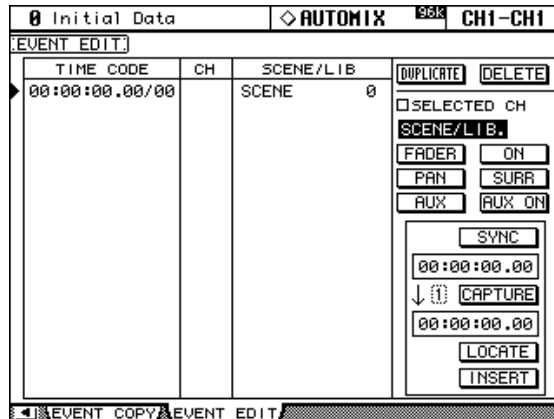 0 Initial Data ◇AUTOMIX 96k CH1-CH1
EVENT EDIT
TIME CODE CH SCENE/LIB
00:00:00.00/00 SCENE 0
DUPLICATE DELETE
SELECTED CH
SCENE/LIB.
FADER ON
PAN SURR
AUX AUX ON
SYNC
00:00:00.00
↓ 1 CAPTURE
00:00:00.00
LOCATE
INSERT
EVENT COPY EVENT EDIT